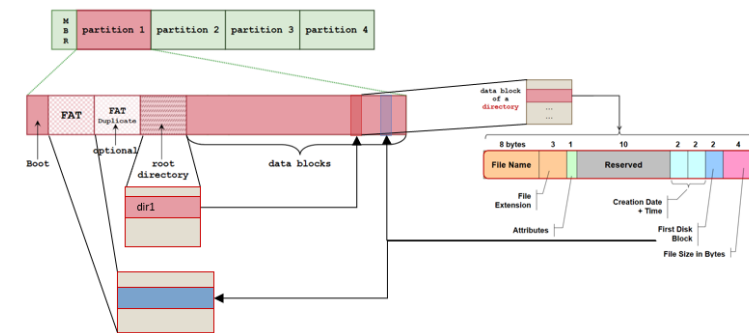 M
B
R
partition 1
partition 2
partition 3
partition 4
FAT
FAT
Duplicate
Boot
optional
root
directory
data blocks
dir1
data block
of a
directory
...
...
8 bytes
3
1
10
2
2
2
4
File Name
Reserved
File
Extension
Attributes
Creation Date
+ Time
First Disk
Block
File Size in Bytes